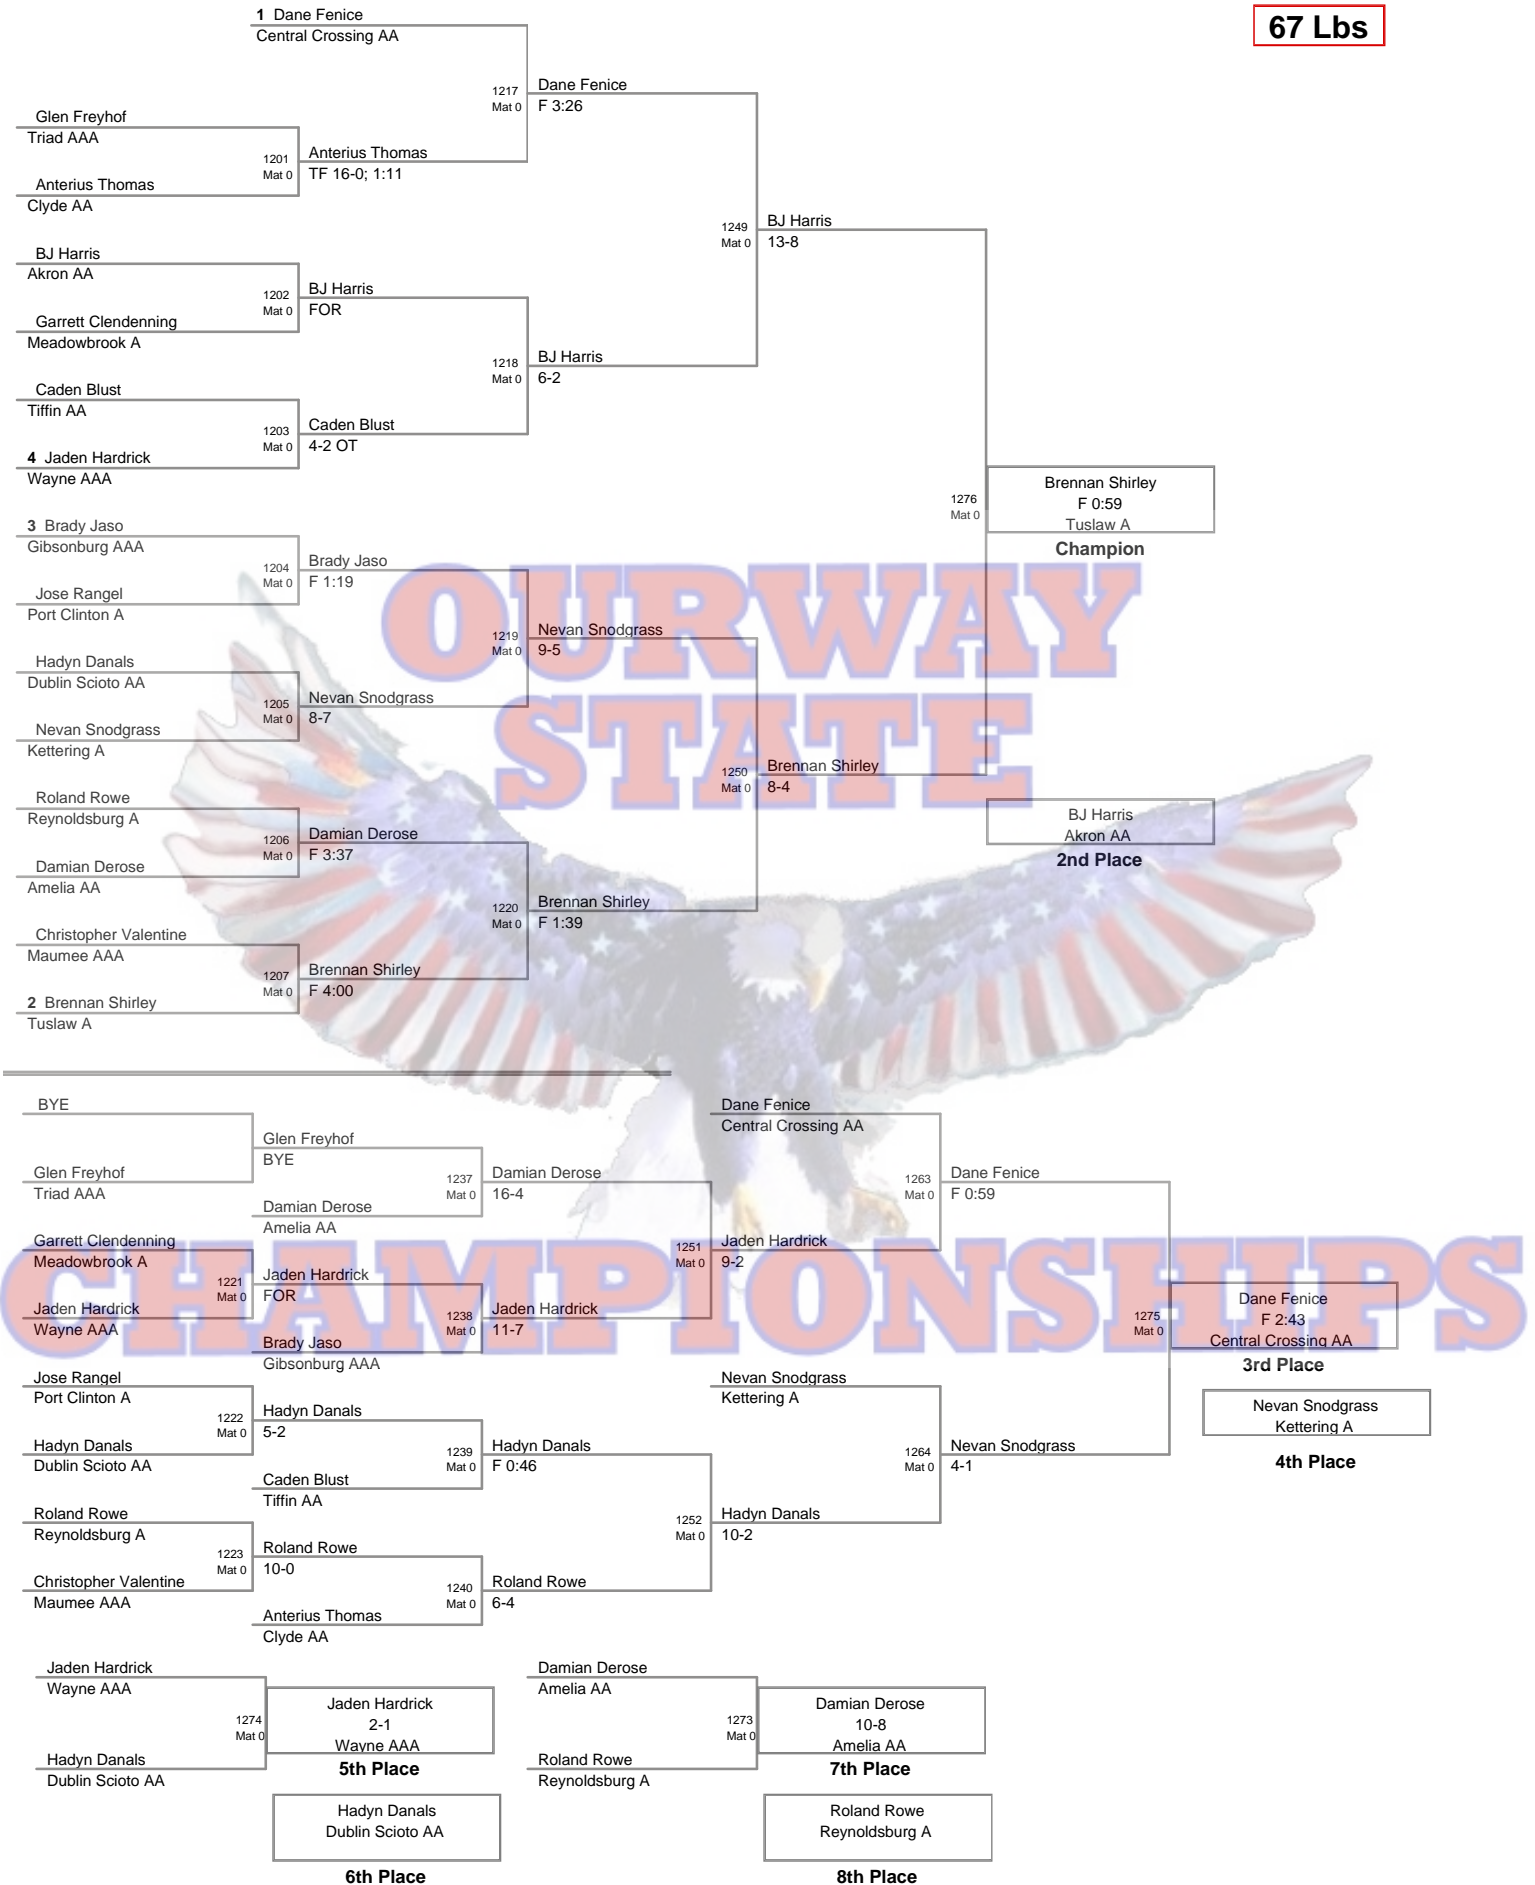 67 Lbs
1 Dane Fenice
Central Crossing AA
1217
Mat 0
Dane Fenice
F 3:26
Glen Freyhof
Triad AAA
1201
Mat 0
Anterius Thomas
TF 16-0; 1:11
Anterius Thomas
Clyde AA
1249
Mat 0
BJ Harris
13-8
BJ Harris
Akron AA
1202
Mat 0
BJ Harris
FOR
Garrett Clendenning
Meadowbrook A
1218
Mat 0
BJ Harris
6-2
Caden Blust
Tiffin AA
1203
Mat 0
Caden Blust
4-2 OT
4 Jaden Hardrick
Wayne AAA
1276
Mat 0
Brennan Shirley
F 0:59
Tuslaw A
Champion
3 Brady Jaso
Gibsonburg AAA
1204
Mat 0
Brady Jaso
F 1:19
Jose Rangel
Port Clinton A
OURWAY
STATE
1219
Mat 0
Nevan Snodgrass
9-5
Hadyn Danals
Dublin Scioto AA
1205
Mat 0
Nevan Snodgrass
8-7
Nevan Snodgrass
Kettering A
1250
Mat 0
Brennan Shirley
8-4
Roland Rowe
Reynoldsburg A
1206
Mat 0
Damian Derose
F 3:37
BJ Harris
Akron AA
2nd Place
Damian Derose
Amelia AA
1220
Mat 0
Brennan Shirley
F 1:39
Christopher Valentine
Maumee AAA
1207
Mat 0
Brennan Shirley
F 4:00
2 Brennan Shirley
Tuslaw A
BYE
Glen Freyhof
BYE
Glen Freyhof
Triad AAA
1237
Mat 0
Damian Derose
16-4
Damian Derose
Amelia AA
Dane Fenice
Central Crossing AA
1263
Mat 0
Dane Fenice
F 0:59
Garrett Clendenning
Meadowbrook A
1221
Mat 0
Jaden Hardrick
FOR
Jaden Hardrick
Wayne AAA
1238
Mat 0
Jaden Hardrick
11-7
Brady Jaso
Gibsonburg AAA
1251
Mat 0
Jaden Hardrick
9-2
CHAMPIONSHIPS
1275
Mat 0
Dane Fenice
F 2:43
Central Crossing AA
3rd Place
Nevan Snodgrass
Kettering A
4th Place
Jose Rangel
Port Clinton A
1222
Mat 0
Hadyn Danals
5-2
Hadyn Danals
Dublin Scioto AA
1239
Mat 0
Hadyn Danals
F 0:46
Caden Blust
Tiffin AA
Nevan Snodgrass
Kettering A
1264
Mat 0
Nevan Snodgrass
4-1
Roland Rowe
Reynoldsburg A
1223
Mat 0
Roland Rowe
10-0
Christopher Valentine
Maumee AAA
1240
Mat 0
Roland Rowe
6-4
Anterius Thomas
Clyde AA
1252
Mat 0
Hadyn Danals
10-2
Jaden Hardrick
Wayne AAA
1274
Mat 0
Jaden Hardrick
2-1
Wayne AAA
5th Place
Hadyn Danals
Dublin Scioto AA
Hadyn Danals
Dublin Scioto AA
6th Place
Damian Derose
Amelia AA
1273
Mat 0
Damian Derose
10-8
Amelia AA
7th Place
Roland Rowe
Reynoldsburg A
Roland Rowe
Reynoldsburg A
8th Place